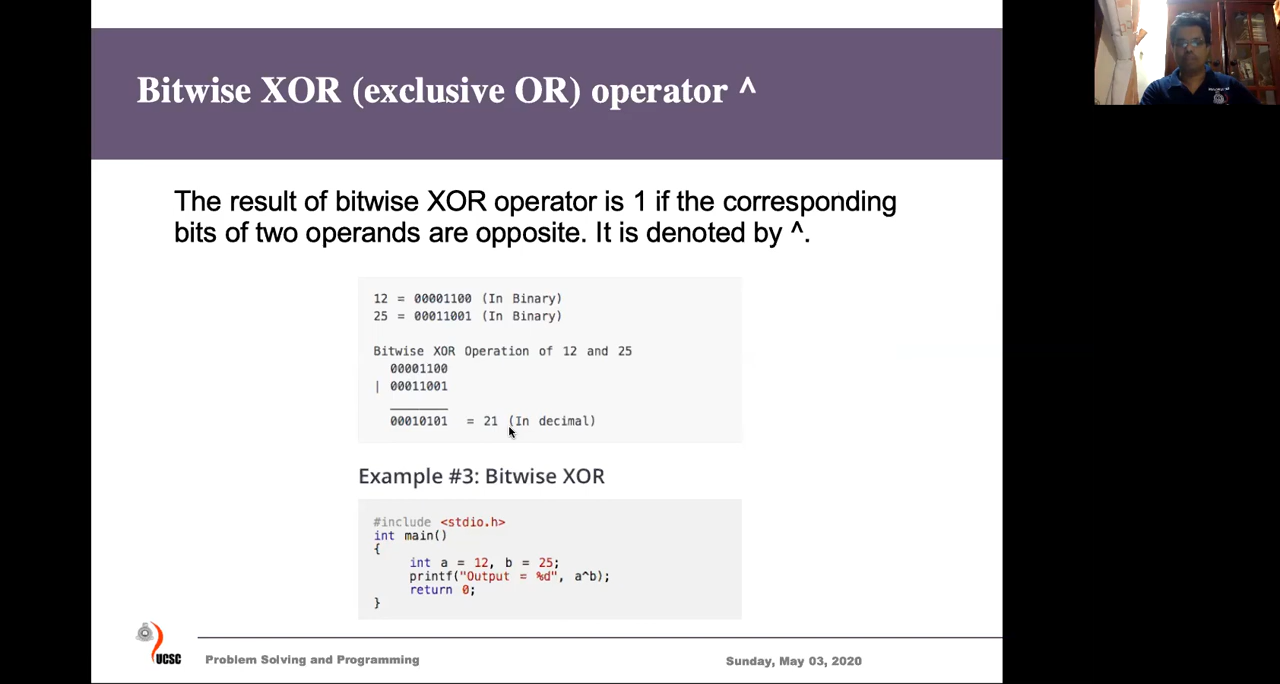 Bitwise XOR (exclusive OR) operator ^
The result of bitwise XOR operator is 1 if the corresponding
bits of two operands are opposite. It is denoted by ^.
12 = 00001100 (In Binary)
25 = 00011001 (In Binary)
Bitwise XOR Operation of 12 and 25
00001100
| 00011001
________
00010101 = 21 (In decimal)
Example #3: Bitwise XOR
#include <stdio.h>
int main()
{
int a = 12, b = 25;
printf("Output = %d", a^b);
return 0;
}
UCSC
Problem Solving and Programming
Sunday, May 03, 2020